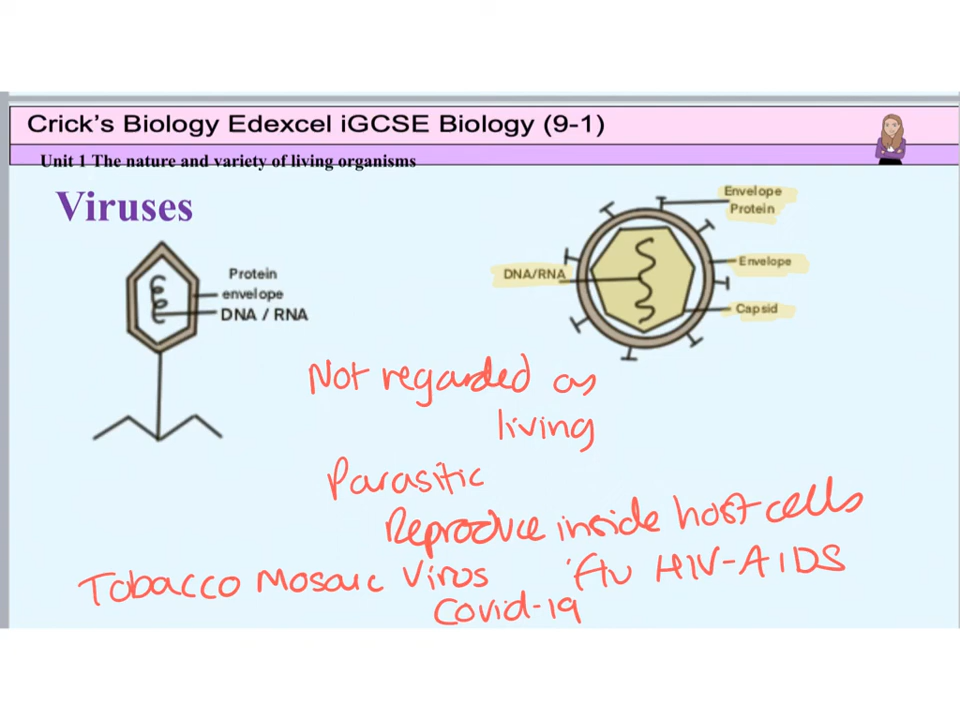 Crick's Biology Edexcel iGCSE Biology (9-1)
Unit 1 The nature and variety of living organisms
Viruses
Protein
envelope
DNA / RNA
Envelope
Protein
DNA/RNA
Envelope
Capsid
Not regarded as
living
Parasitic
Reproduce inside host cells
Tobacco Mosaic Virus 'flu HIV-AIDS
Covid-19